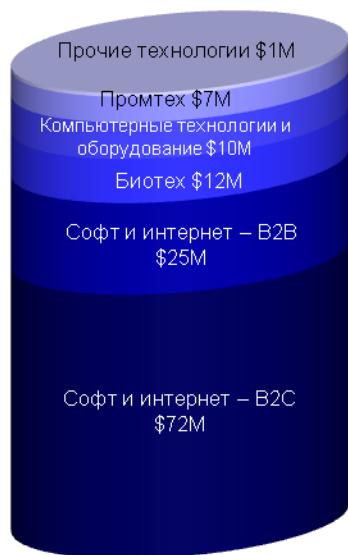 Прочие технологии $1M
Промтех $7M
Компьютерные технологии и
оборудование $10M
Биотех $12M
Софт и интернет – B2B
$25M
Софт и интернет – B2C
$72M